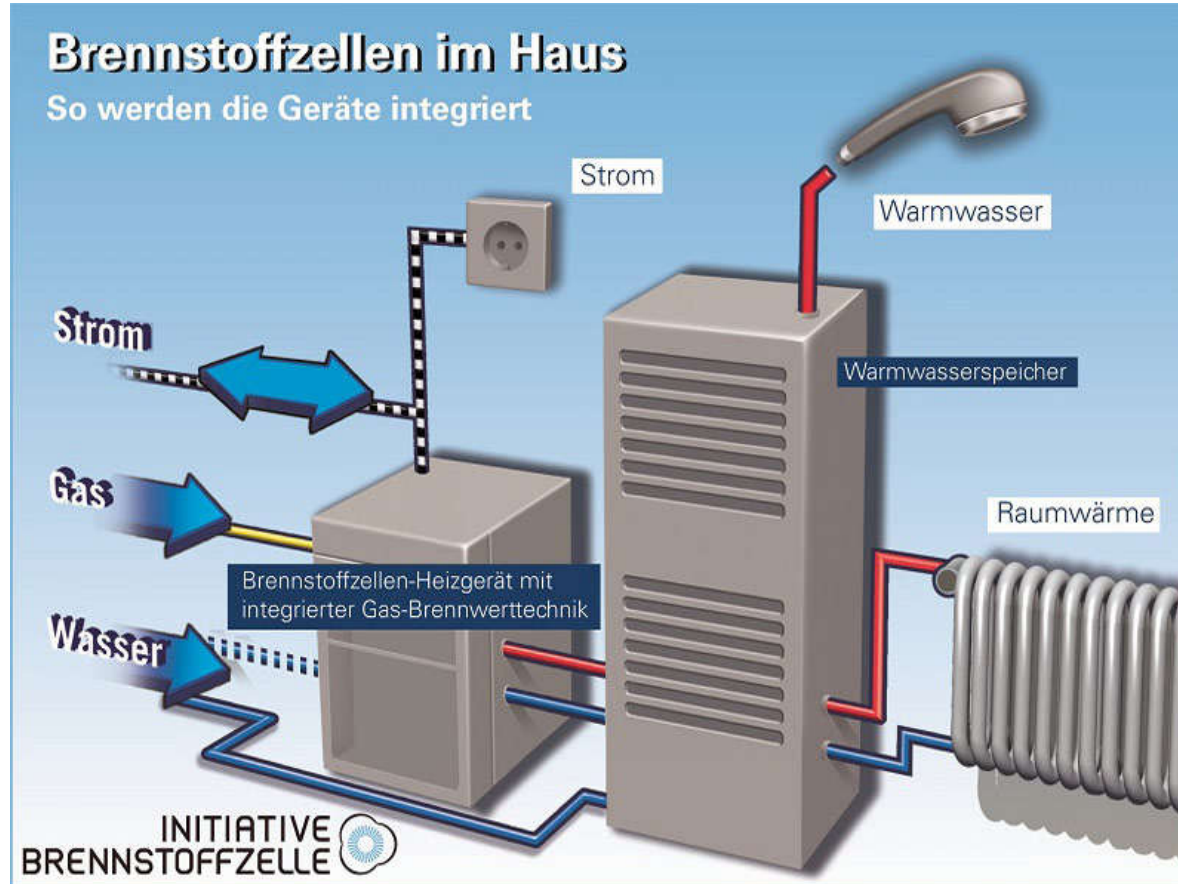 Brennstoffzellen im Haus
So werden die Geräte integriert
Strom
Warmwasser
Strom
Warmwasserspeicher
Gas
Raumwärme
Brennstoffzellen-Heizgerät mit
integrierter Gas-Brennwerttechnik
Wasser
INITIATIVE
BRENNSTOFFZELLE